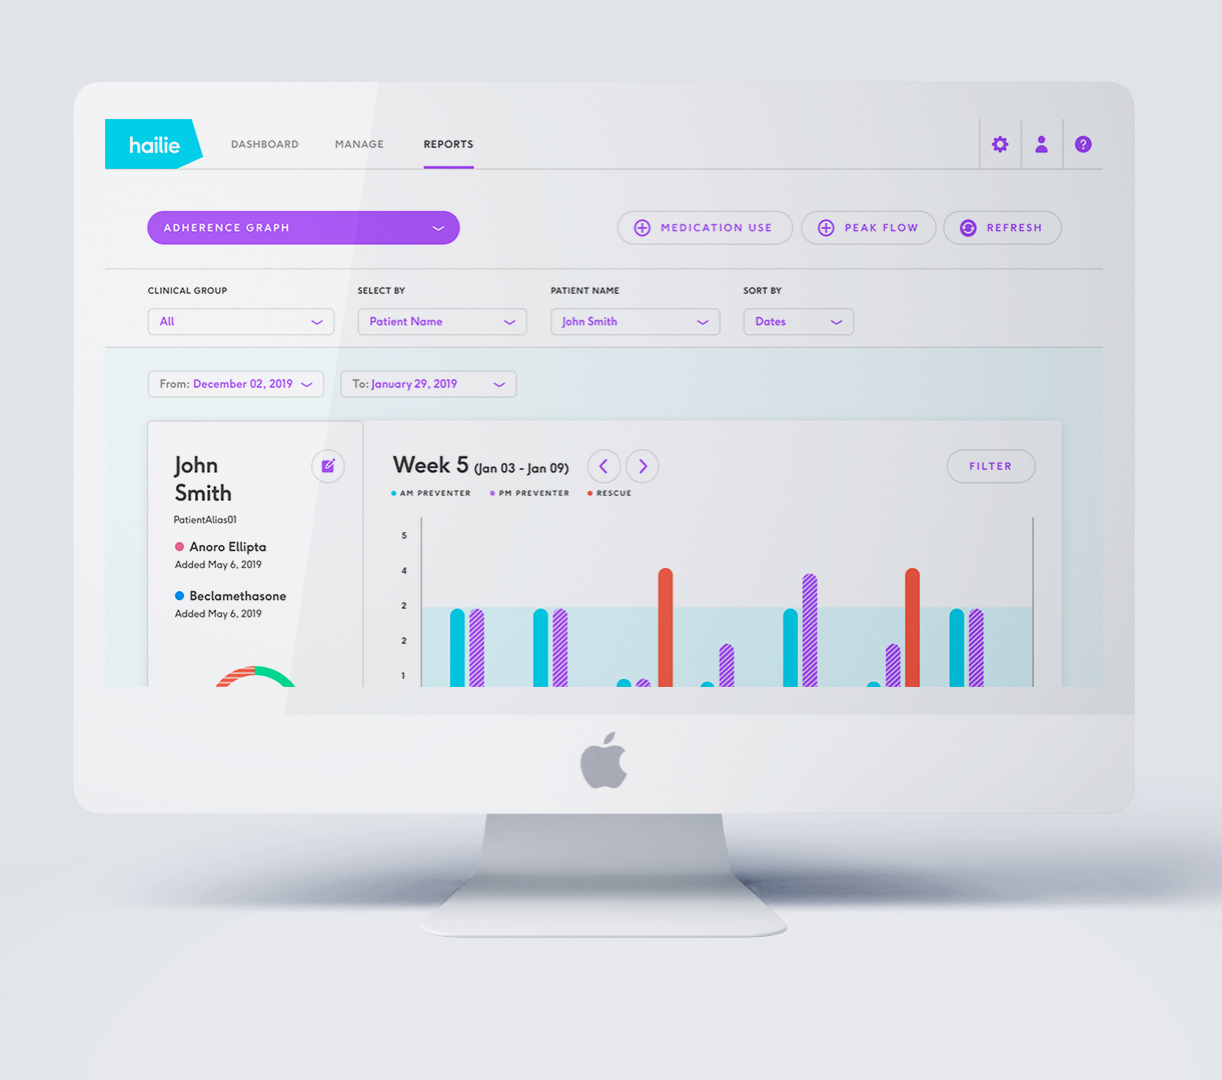 hailie
DASHBOARD MANAGE REPORTS
ADHERENCE GRAPH
MEDICATION USE PEAK FLOW REFRESH
CLINICAL GROUP SELECT BY PATIENT NAME SORT BY
All Patient Name John Smith Dates
From: December 02, 2019 To: January 29, 2019
John
Smith
PatientAlias01
Anoro Ellipta
Added May 6, 2019
Beclamethasone
Added May 6, 2019
Week 5 (Jan 03 - Jan 09)
FILTER
AM PREVENTER PM PREVENTER RESCUE
5
4
2
2
1